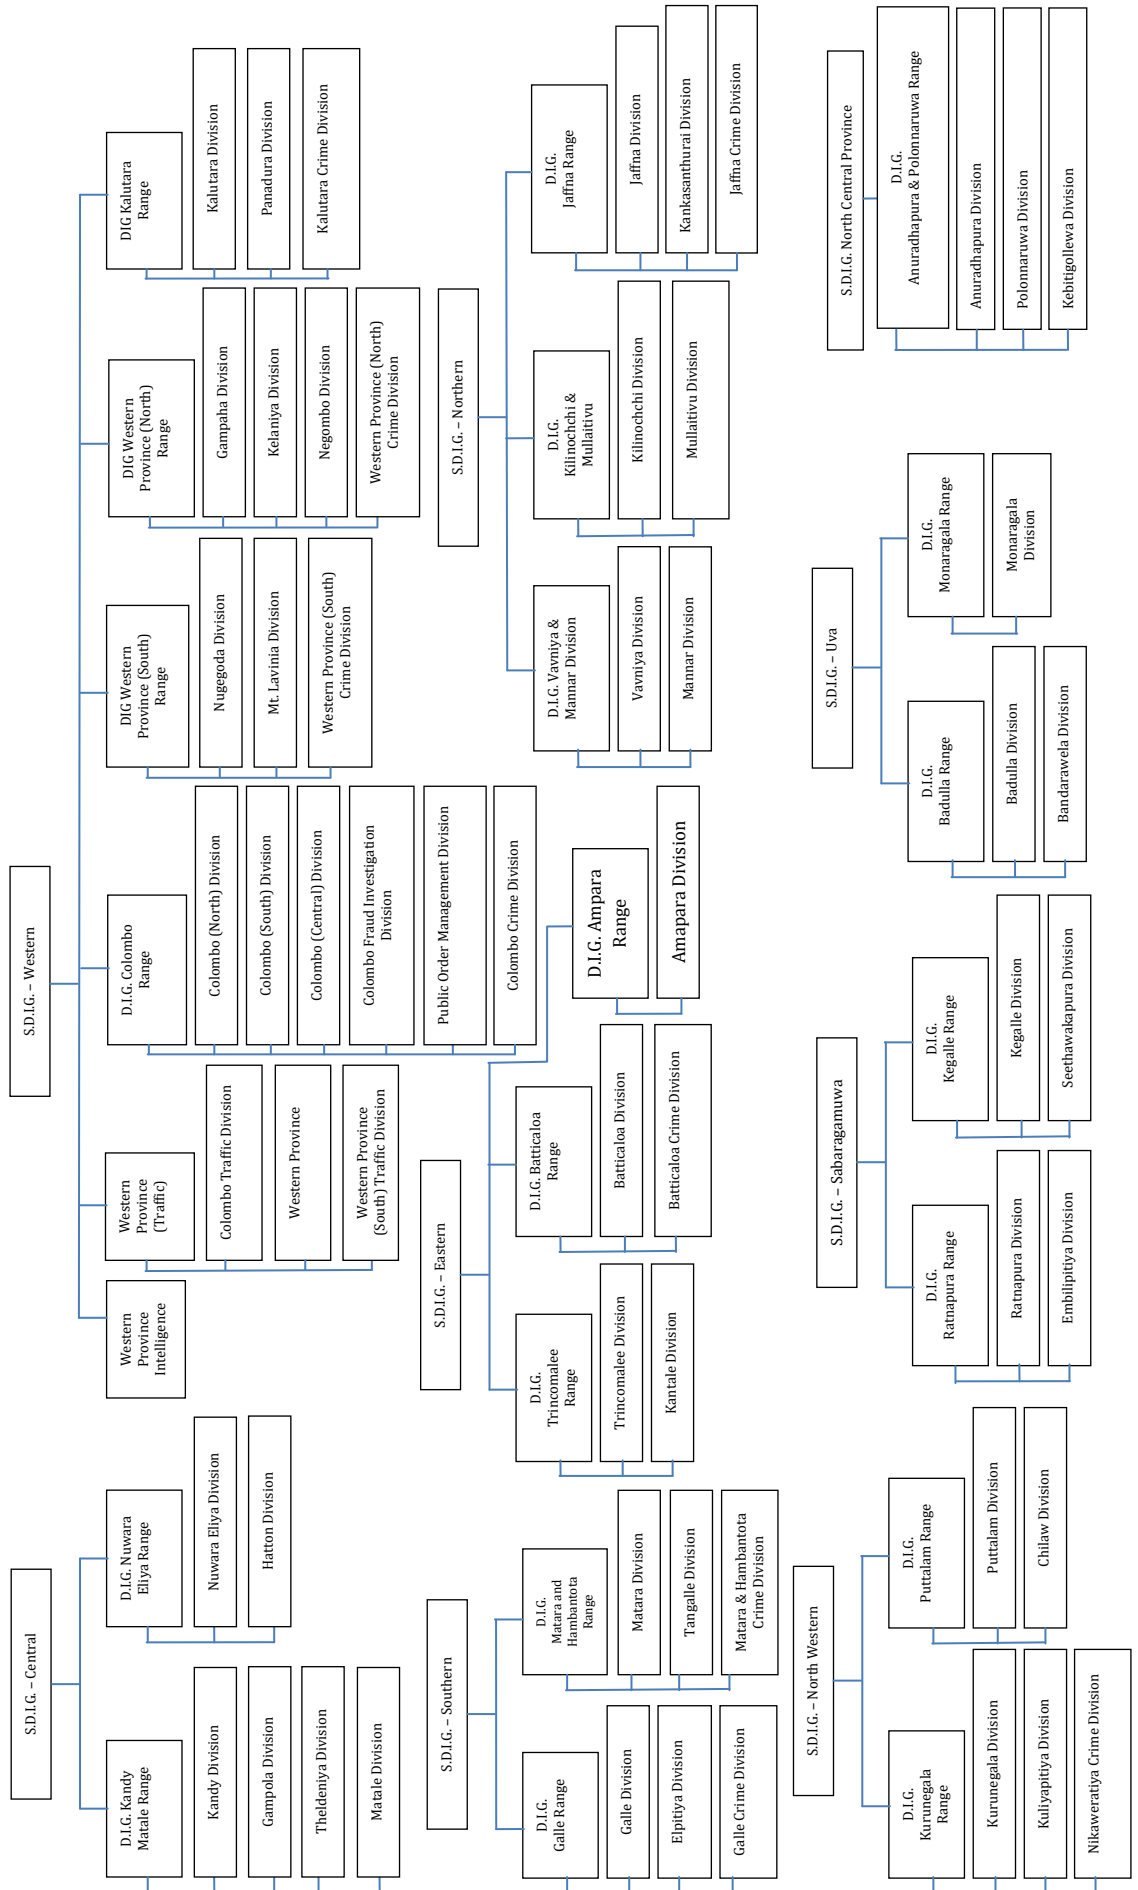 S.D.I.G. – Central
D.I.G. Kandy
Matale Range
Kandy Division
Gampola Division
Theldeniya Division
Matale Division
D.I.G. Nuwara
Eliya Range
Nuwara Eliya Division
Hatton Division
S.D.I.G. – Western
Western
Province
Intelligence
Western
Province
(Traffic)
Colombo Traffic Division
Western Province
Western Province
(South) Traffic Division
D.I.G. Colombo
Range
Colombo (North) Division
Colombo (South) Division
Colombo (Central) Division
Colombo Fraud Investigation
Division
Public Order Management Division
Colombo Crime Division
DIG Western
Province (South)
Range
Nugegoda Division
Mt. Lavinia Division
Western Province (South)
Crime Division
DIG Western
Province (North)
Range
Gampaha Division
Kelaniya Division
Negombo Division
Western Province (North)
Crime Division
DIG Kalutara
Range
Kalutara Division
Panadura Division
Kalutara Crime Division
S.D.I.G. – Southern
D.I.G.
Galle Range
Galle Division
Elpitiya Division
Galle Crime Division
D.I.G.
Matara and
Hambantota
Range
Matara Division
Tangalle Division
Matara & Hambantota
Crime Division
S.D.I.G. – Eastern
D.I.G.
Trincomalee
Range
Trincomalee Division
Kantale Division
D.I.G. Batticaloa
Range
Batticaloa Division
Batticaloa Crime Division
D.I.G. Ampara
Range
Amapara Division
S.D.I.G. – Northern
D.I.G. Vavniya &
Mannar Division
Vavniya Division
Mannar Division
D.I.G.
Kilinochchi &
Mullaitivu
Kilinochchi Division
Mullaitivu Division
D.I.G.
Jaffna Range
Jaffna Division
Kankasanthurai Division
Jaffna Crime Division
S.D.I.G. – North Western
D.I.G.
Kurunegala
Range
Kurunegala Division
Kuliyapitiya Division
Nikaweratiya Crime Division
D.I.G.
Puttalam Range
Puttalam Division
Chilaw Division
S.D.I.G. – Sabaragamuwa
D.I.G.
Ratnapura Range
Ratnapura Division
Embilipitiya Division
D.I.G.
Kegalle Range
Kegalle Division
Seethawakapura Division
S.D.I.G. – Uva
D.I.G.
Badulla Range
Badulla Division
Bandarawela Division
D.I.G.
Monaragala Range
Monaragala
Division
S.D.I.G. North Central Province
D.I.G.
Anuradhapura & Polonnaruwa Range
Anuradhapura Division
Polonnaruwa Division
Kebitigollewa Division